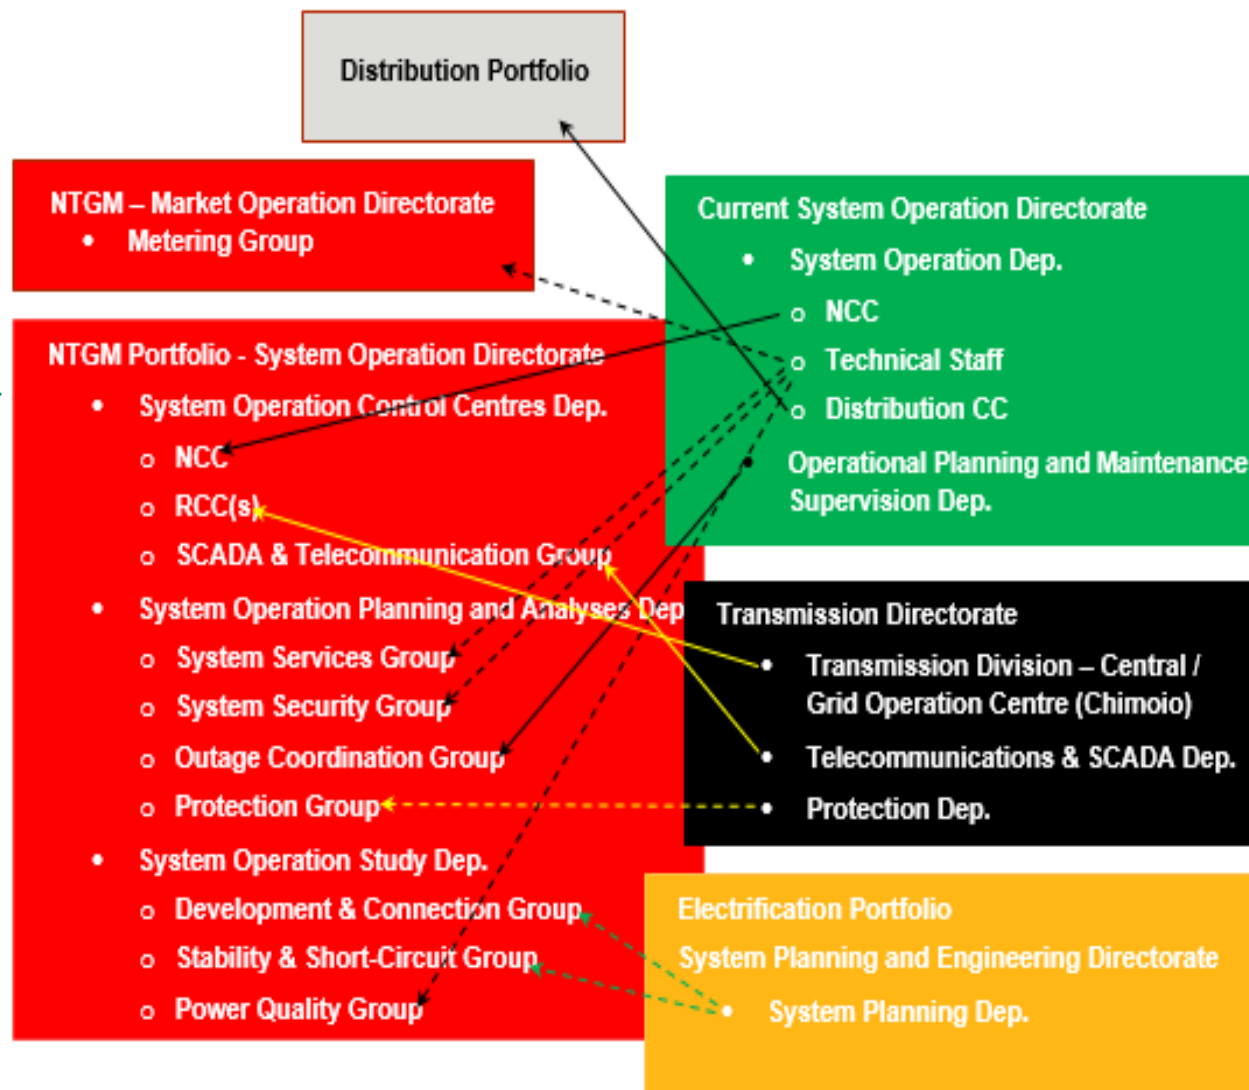 Distribution Portfolio
NTGM – Market Operation Directorate
• Metering Group
NTGM Portfolio - System Operation Directorate
• System Operation Control Centres Dep.
o NCC
o RCC(s)
o SCADA & Telecommunication Group
• System Operation Planning and Analyses Dep
o System Services Group
o System Security Group
o Outage Coordination Group
o Protection Group
• System Operation Study Dep.
o Development & Connection Group
o Stability & Short-Circuit Group
o Power Quality Group
Current System Operation Directorate
• System Operation Dep.
o NCC
o Technical Staff
o Distribution CC
• Operational Planning and Maintenance
Supervision Dep.
Transmission Directorate
• Transmission Division – Central /
Grid Operation Centre (Chimoio)
• Telecommunications & SCADA Dep.
• Protection Dep.
Electrification Portfolio
System Planning and Engineering Directorate
• System Planning Dep.